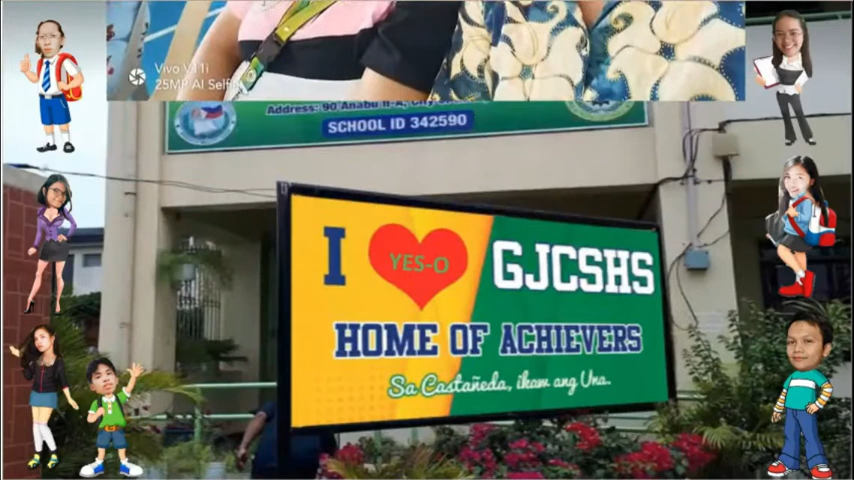 Vivo V11i
25MP AI Selfie
Address: 90 Anabu II-A, City
SCHOOL ID 342590
I YES-O GJCSHS
HOME OF ACHIEVERS
Sa Castañeda, ikaw ang Una.